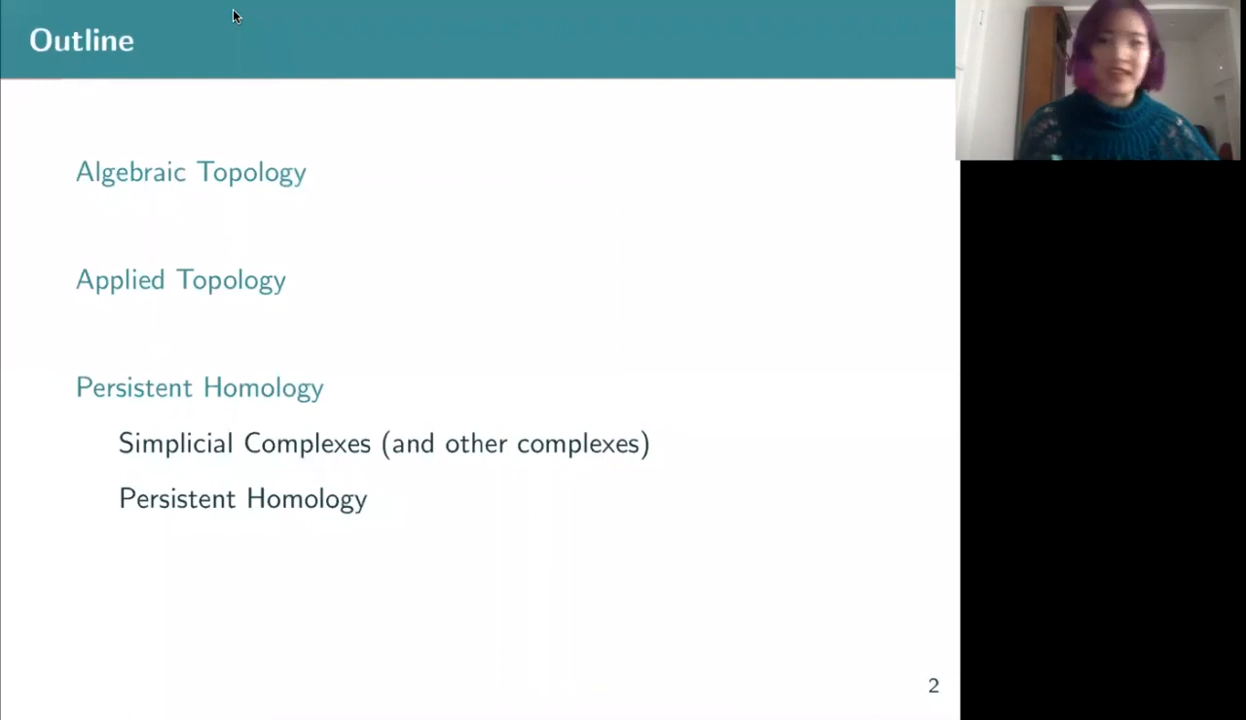 Outline
Algebraic Topology
Applied Topology
Persistent Homology
Simplicial Complexes (and other complexes)
Persistent Homology
2